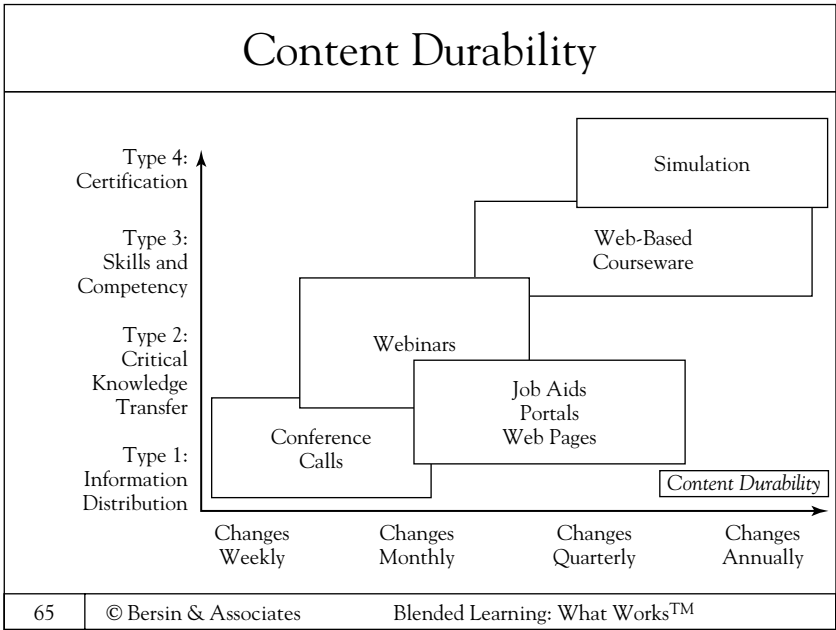 Content Durability
Type 4:
Certification
Type 3:
Skills and
Competency
Type 2:
Critical
Knowledge
Transfer
Type 1:
Information
Distribution
Simulation
Web-Based
Courseware
Webinars
Job Aids
Portals
Web Pages
Conference
Calls
Content Durability
Changes
Weekly
Changes
Monthly
Changes
Quarterly
Changes
Annually
65
© Bersin & Associates
Blended Learning: What Works™